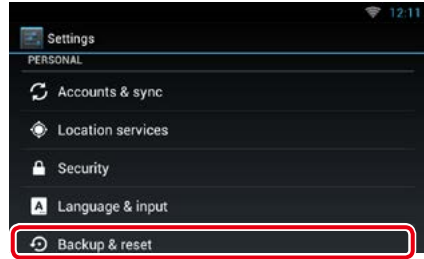 12:11
Settings
PERSONAL
Accounts & sync
Location services
Security
A Language & input
Backup & reset